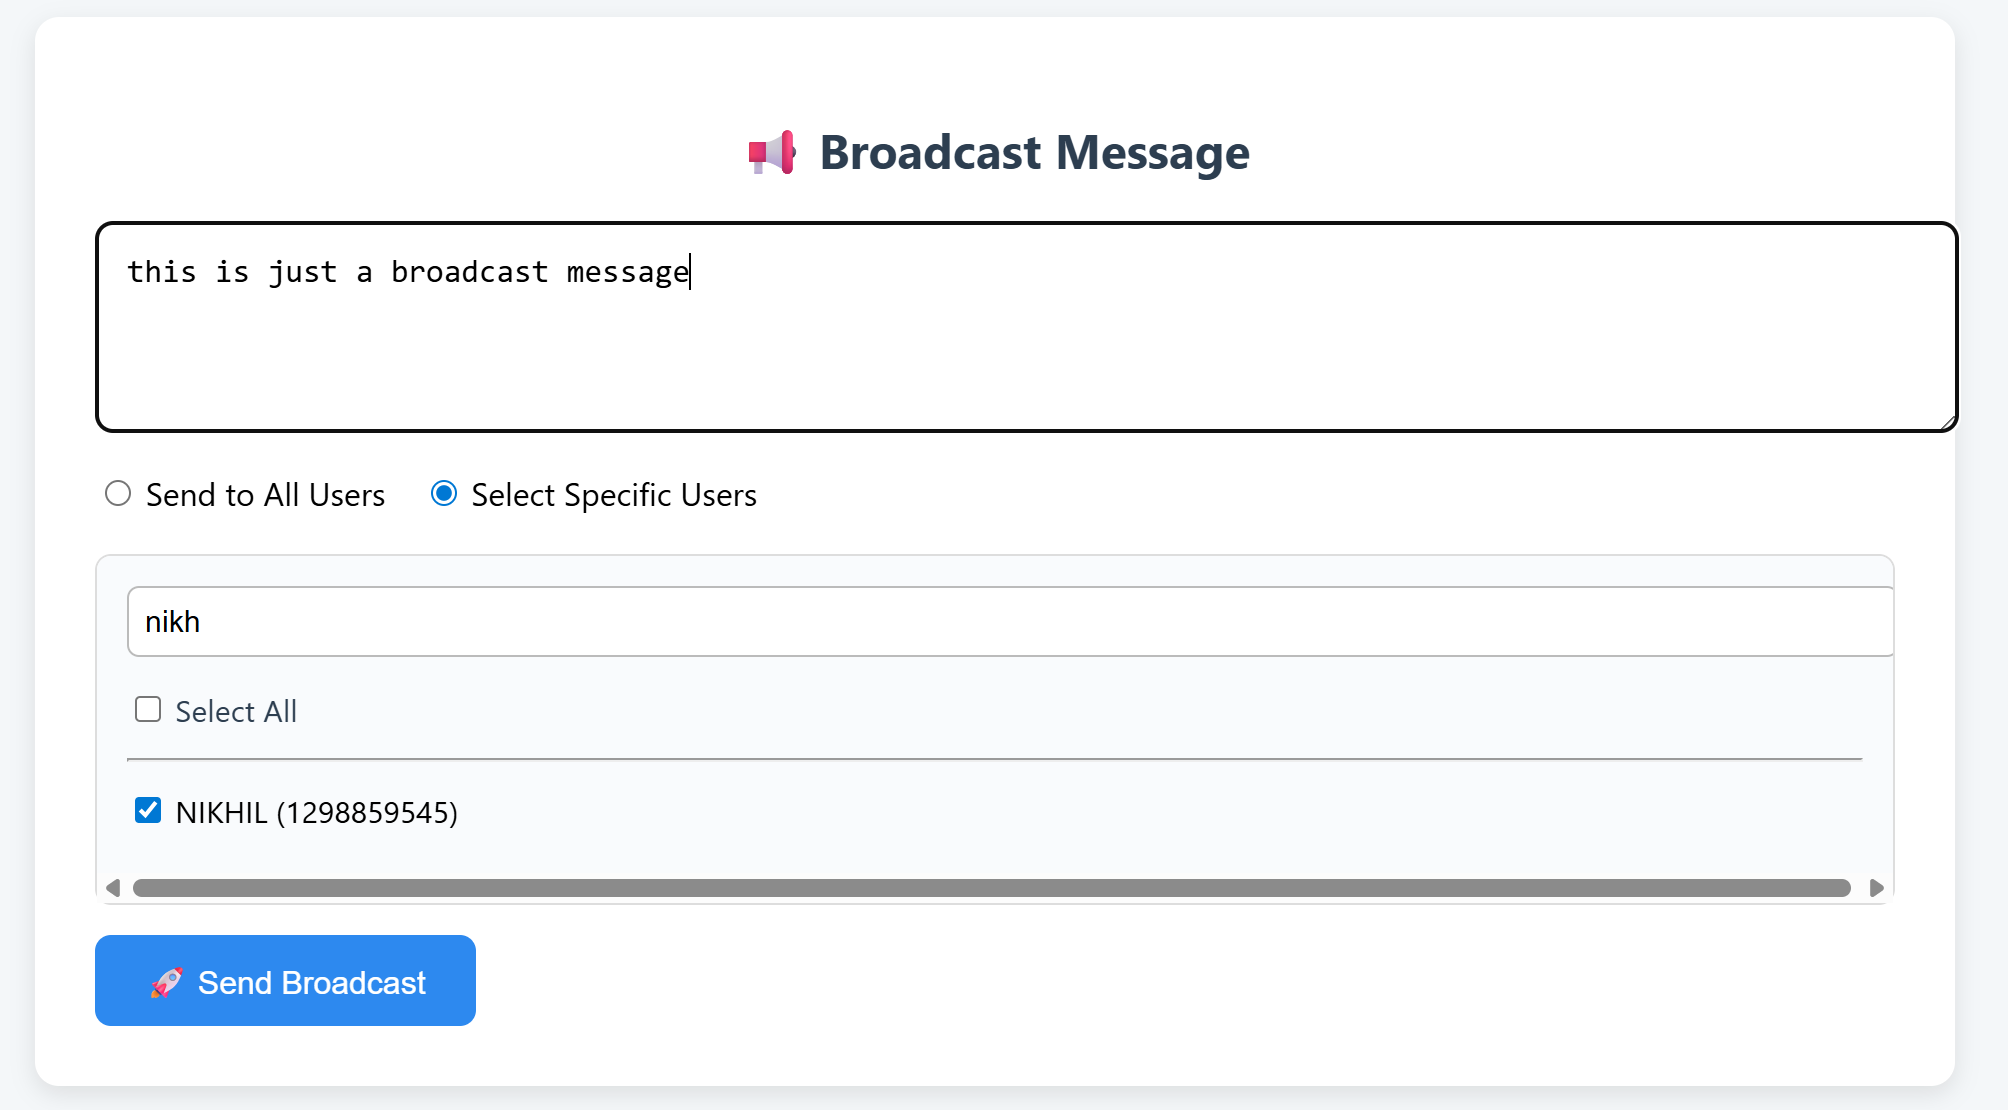 Broadcast Message
this is just a broadcast message
Send to All Users Select Specific Users
nikh
Select All
NIKHIL (1298859545)
Send Broadcast